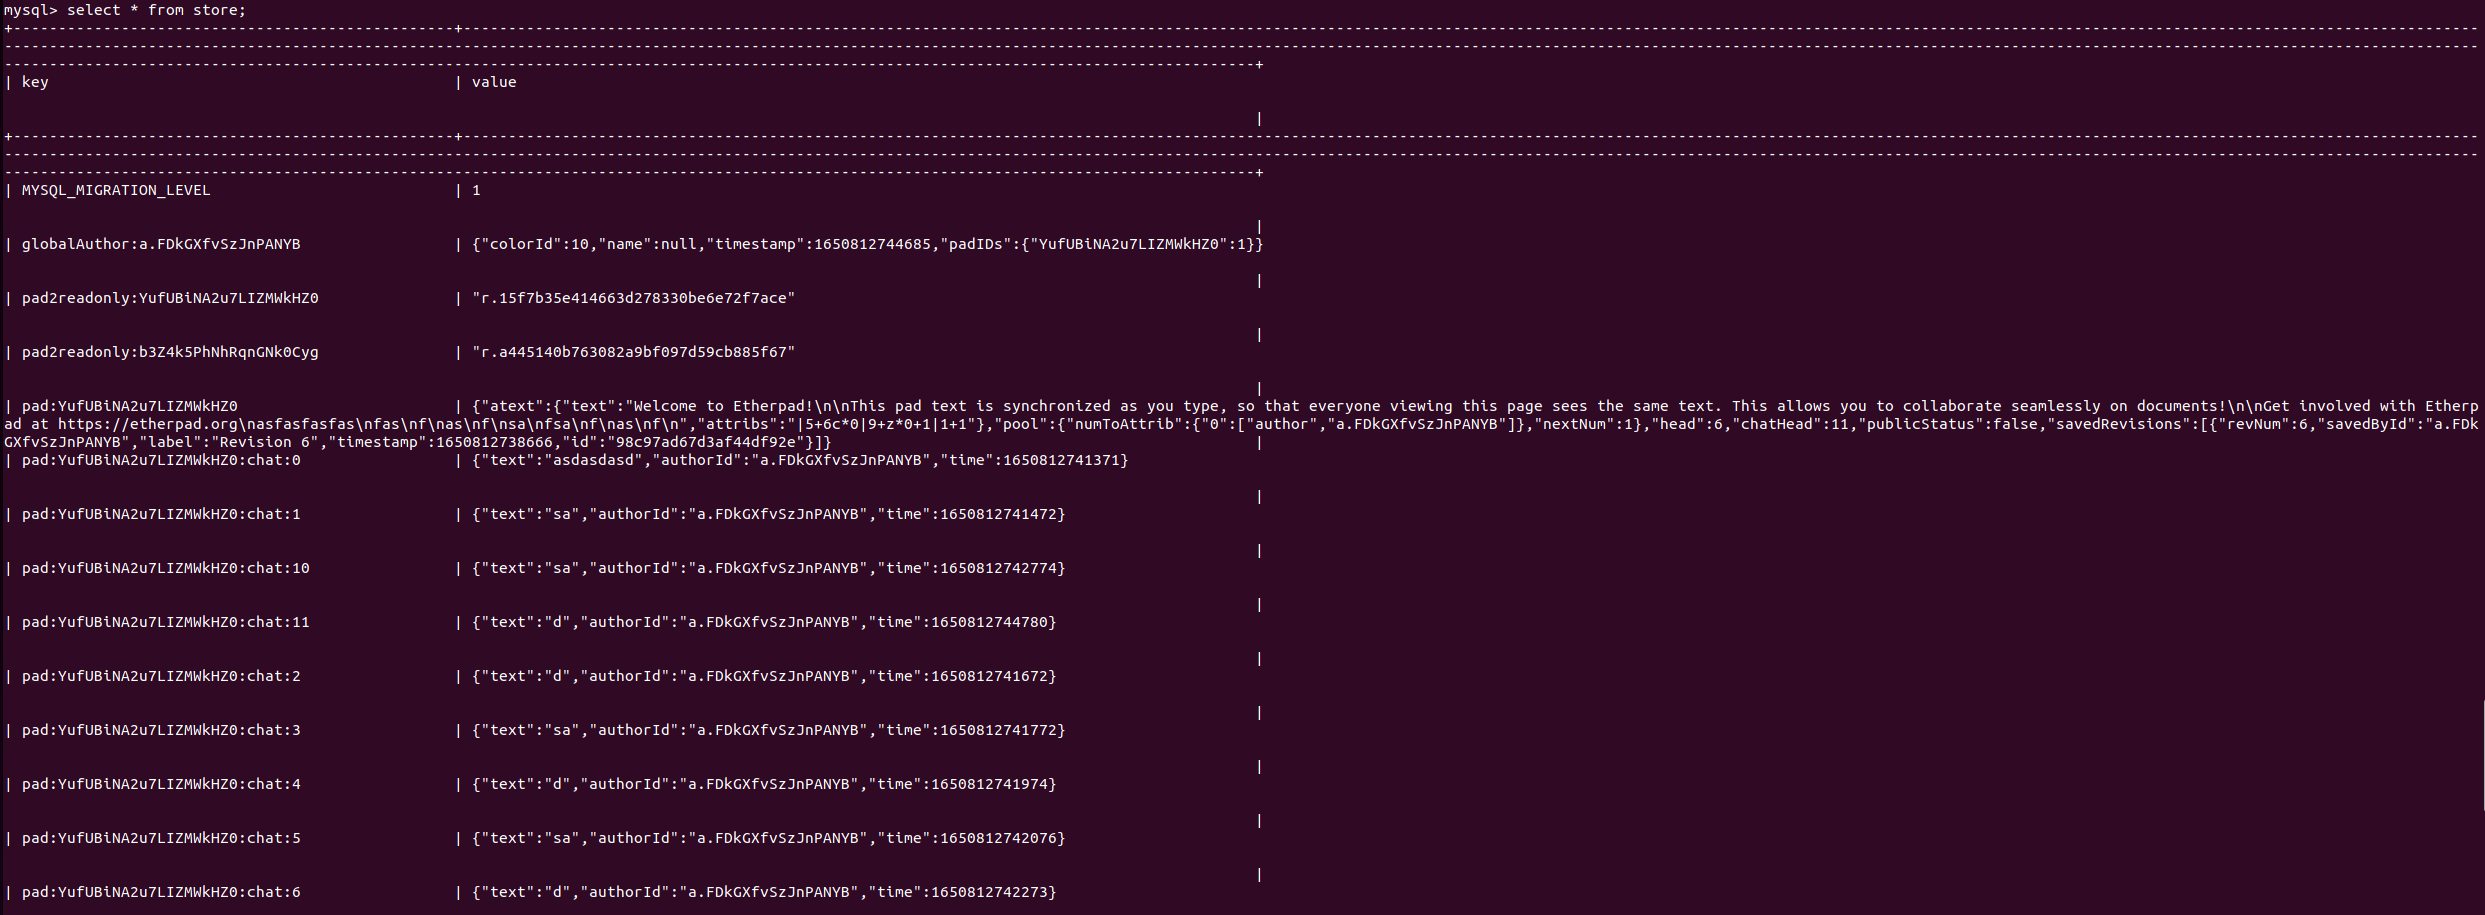 mysql> select * from store;
| key | value
|
| MYSQL_MIGRATION_LEVEL | 1
|
| globalAuthor:a.FDkGXfvSzJnPANYB | {"colorId":10,"name":null,"timestamp":1650812744685,"padIDs":{"YufUBiNA2u7LIZMWkHZ0":1}}
|
| pad2readonly:YufUBiNA2u7LIZMWkHZ0 | "r.15f7b35e414663d278330be6e72f7ace"
|
| pad2readonly:b3Z4k5PhNhRqnGNk0Cyg | "r.a445140b763082a9bf097d59cb885f67"
|
| pad:YufUBiNA2u7LIZMWkHZ0 | {"atext":{"text":"Welcome to Etherpad!\n\nThis pad text is synchronized as you type, so that everyone viewing this page sees the same text. This allows you to collaborate seamlessly on documents!\n\nGet involved with Etherp
ad at https://etherpad.org\nasfasfasfas\nfas\nf\nas\nf\nsa\nfsa\nf\nas\nf\n","attribs":"|5+6c*0|9+z*0+1|1+1"},"pool":{"numToAttrib":{"0":["author","a.FDkGXfvSzJnPANYB"]},"nextNum":1},"head":6,"chatHead":11,"publicStatus":false,"savedRevisions":[{"revNum":6,"savedById":"a.FDk
GXfvSzJnPANYB","label":"Revision 6","timestamp":1650812738666,"id":"98c97ad67d3af44df92e"}]} |
| pad:YufUBiNA2u7LIZMWkHZ0:chat:0 | {"text":"asdasdasd","authorId":"a.FDkGXfvSzJnPANYB","time":1650812741371}
|
| pad:YufUBiNA2u7LIZMWkHZ0:chat:1 | {"text":"sa","authorId":"a.FDkGXfvSzJnPANYB","time":1650812741472}
|
| pad:YufUBiNA2u7LIZMWkHZ0:chat:10 | {"text":"sa","authorId":"a.FDkGXfvSzJnPANYB","time":1650812742774}
|
| pad:YufUBiNA2u7LIZMWkHZ0:chat:11 | {"text":"d","authorId":"a.FDkGXfvSzJnPANYB","time":1650812744780}
|
| pad:YufUBiNA2u7LIZMWkHZ0:chat:2 | {"text":"d","authorId":"a.FDkGXfvSzJnPANYB","time":1650812741672}
|
| pad:YufUBiNA2u7LIZMWkHZ0:chat:3 | {"text":"sa","authorId":"a.FDkGXfvSzJnPANYB","time":1650812741772}
|
| pad:YufUBiNA2u7LIZMWkHZ0:chat:4 | {"text":"d","authorId":"a.FDkGXfvSzJnPANYB","time":1650812741974}
|
| pad:YufUBiNA2u7LIZMWkHZ0:chat:5 | {"text":"sa","authorId":"a.FDkGXfvSzJnPANYB","time":1650812742076}
|
| pad:YufUBiNA2u7LIZMWkHZ0:chat:6 | {"text":"d","authorId":"a.FDkGXfvSzJnPANYB","time":1650812742273}